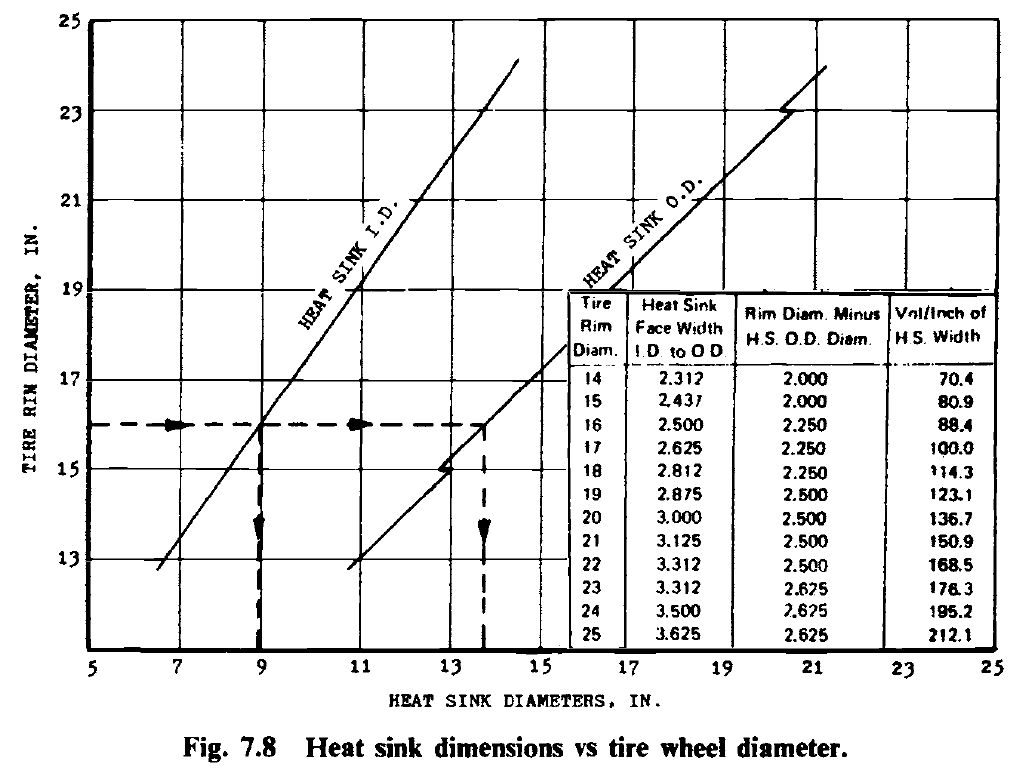 25
23
21
19
17
15
13
TIRE RIM DIAMETER, IN.
HEAT SINK I.D.
HEAT SINK O.D.
Tire Rim Diam. Heat Sink Face Width I.D. to O D Rim Diam. Minus H.S. O.D. Diam. Vol/Inch of H S. Width
14 2.312 2.000 70.4
15 2.437 2.000 80.9
16 2.500 2.250 88.4
17 2.625 2.250 100.0
18 2.812 2.250 114.3
19 2.875 2.500 123.1
20 3.000 2.500 136.7
21 3.125 2.500 150.9
22 3.312 2.500 168.5
23 3.312 2.625 176.3
24 3.500 2.625 195.2
25 3.625 2.625 212.1
5 7 9 11 13 15 17 19 21 23 25
HEAT SINK DIAMETERS, IN.
Fig. 7.8 Heat sink dimensions vs tire wheel diameter.